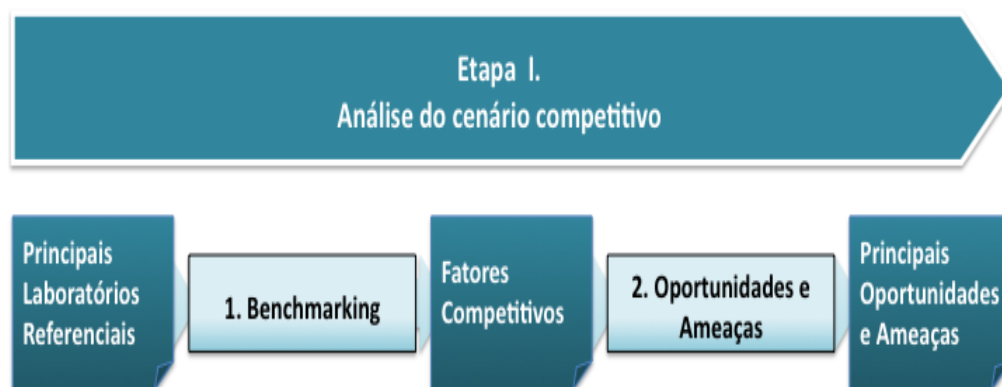 Etapa I.
Análise do cenário competitivo
Principais
Laboratórios
Referenciais
1. Benchmarking
Fatores
Competitivos
2. Oportunidades e
Ameaças
Principais
Oportunidades
e Ameaças